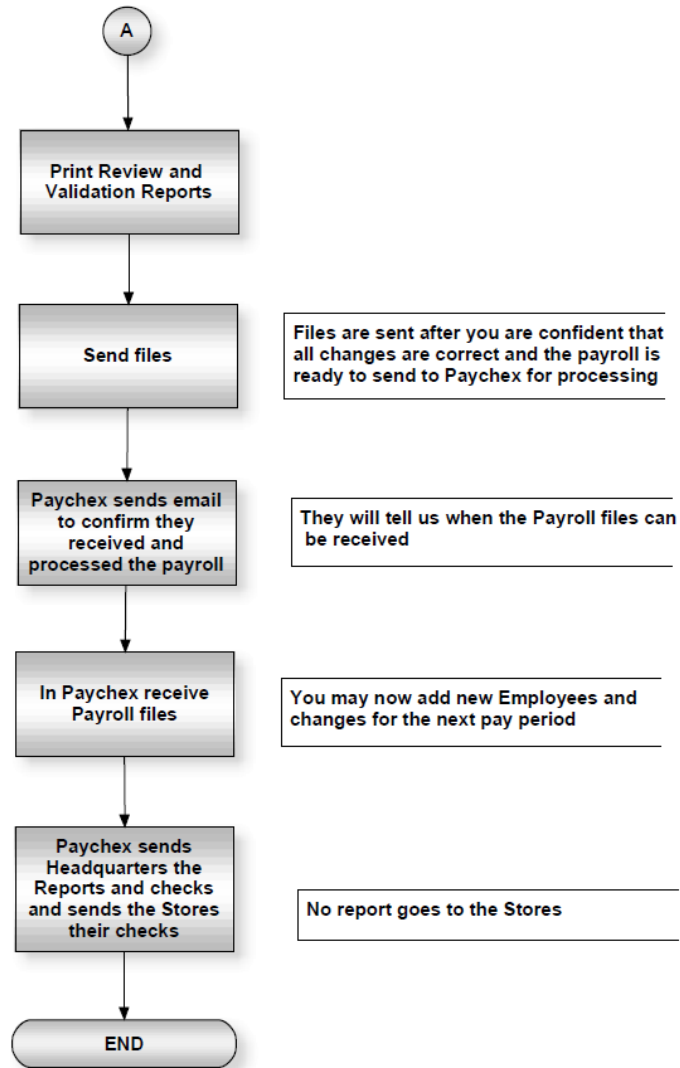 A
Print Review and
Validation Reports
Send files
Files are sent after you are confident that
all changes are correct and the payroll is
ready to send to Paychex for processing
Paychex sends email
to confirm they
received and
processed the payroll
They will tell us when the Payroll files can
be received
In Paychex receive
Payroll files
You may now add new Employees and
changes for the next pay period
Paychex sends
Headquarters the
Reports and checks
and sends the Stores
their checks
No report goes to the Stores
END